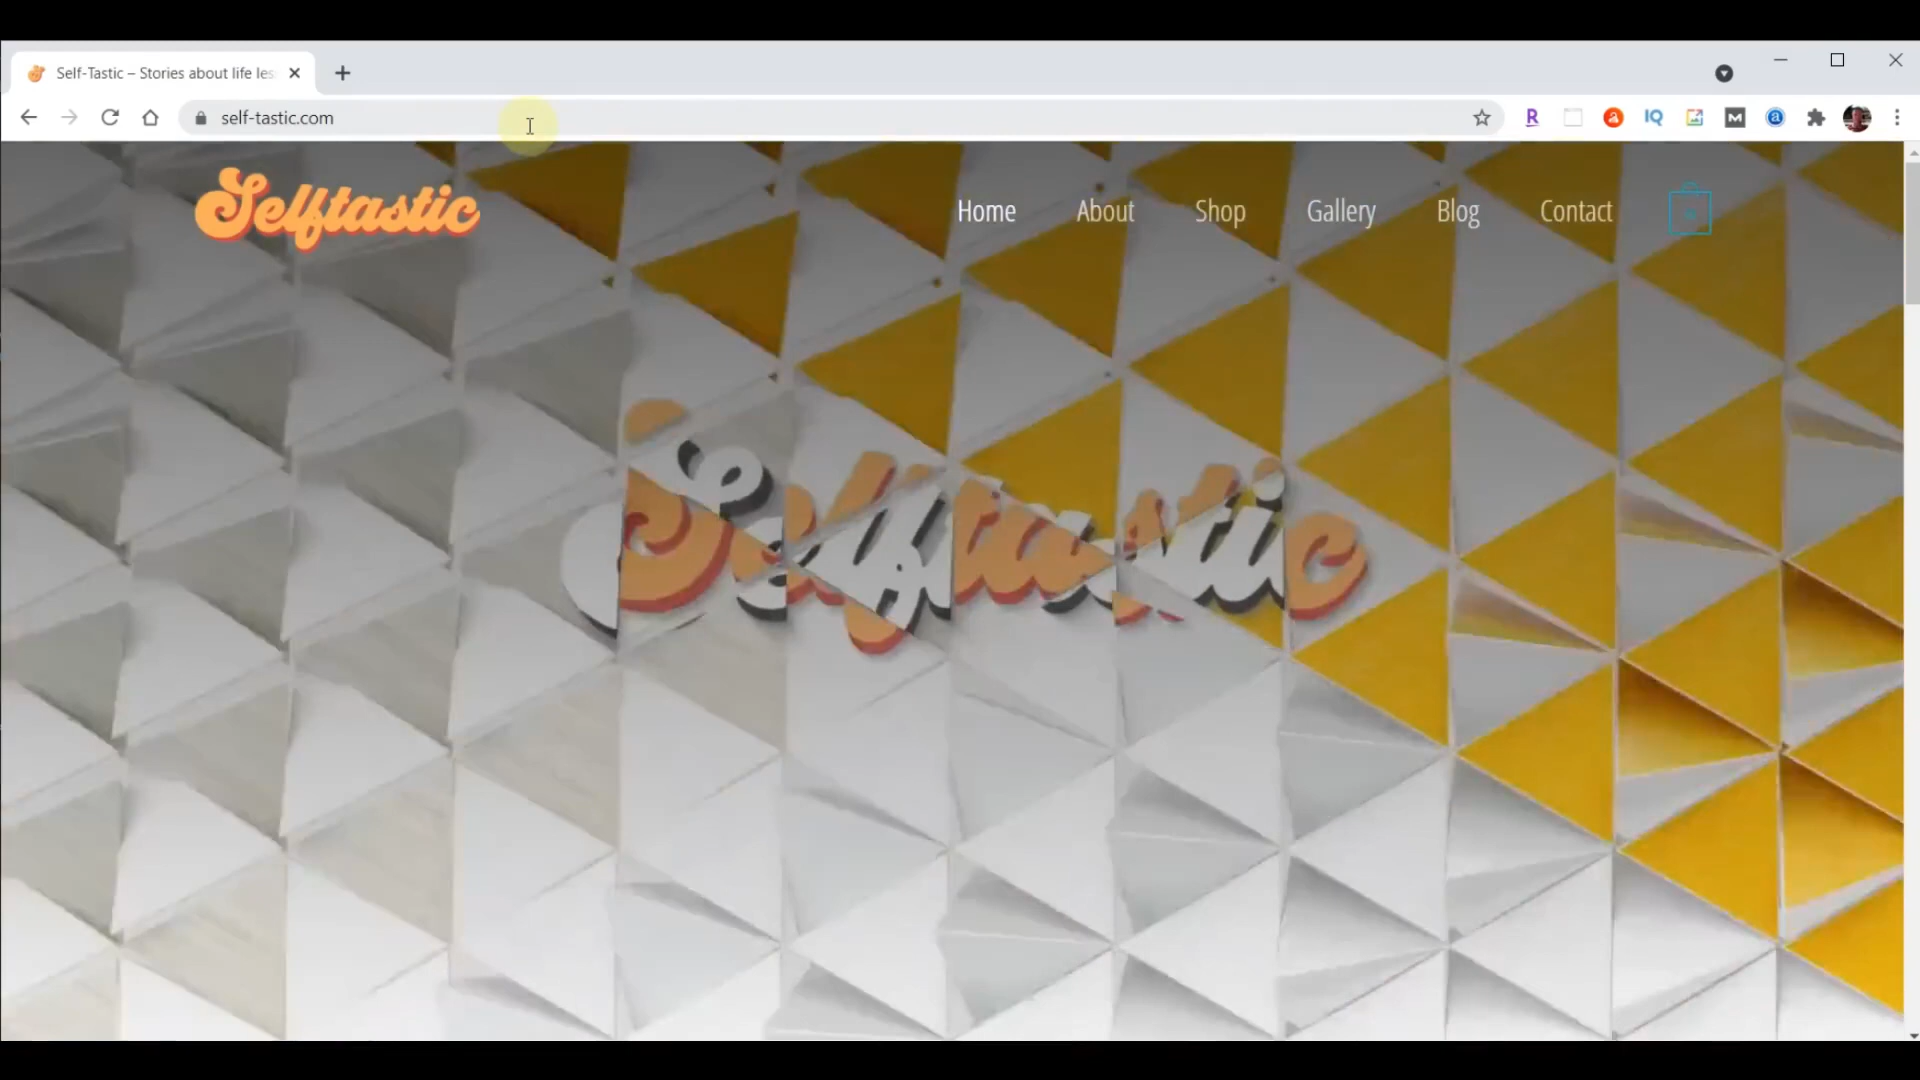 Self-Tastic – Stories about life les
self-tastic.com
Selftastic
Home
About
Shop
Gallery
Blog
Contact
Selftastic